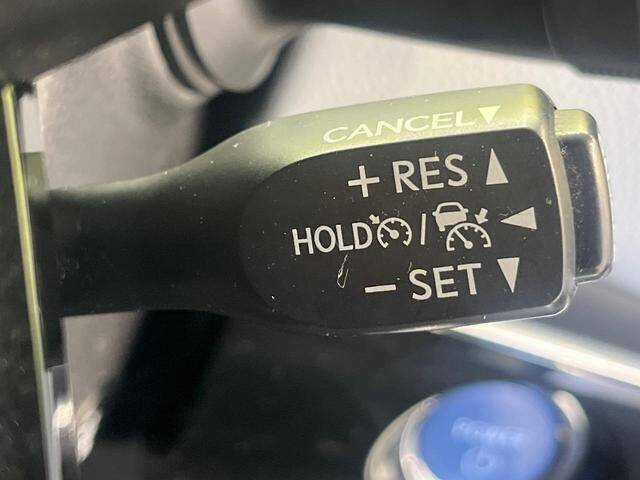 CANCEL▼
+ RES ▲
HOLD / ◀
− SET ▼